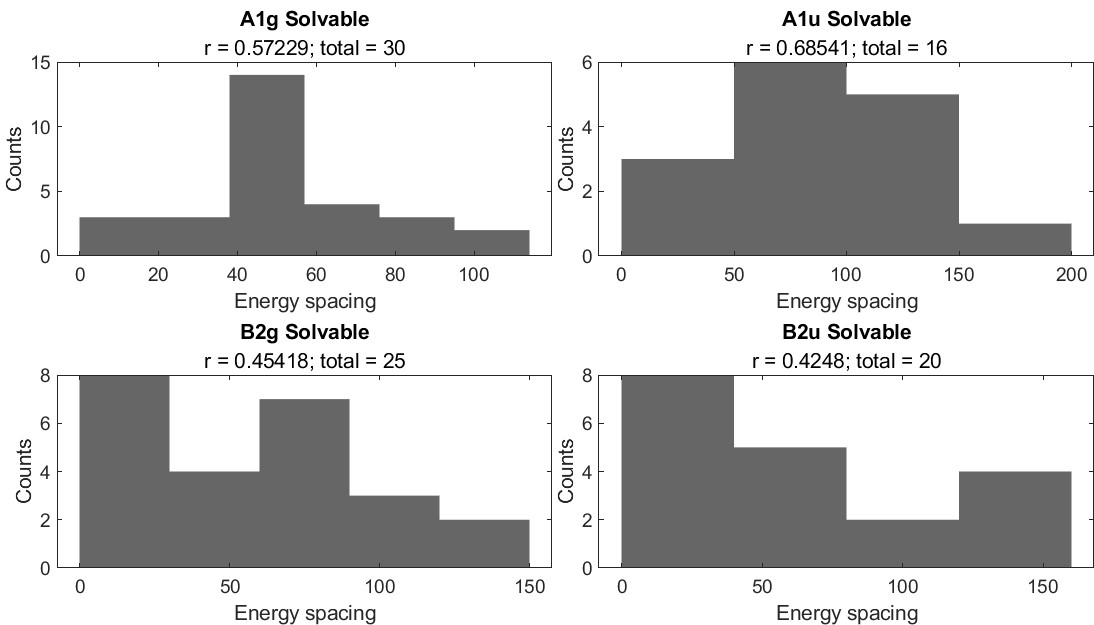 A1g Solvable
r = 0.57229; total = 30
15
10
5
0
Counts
0 20 40 60 80 100
Energy spacing
A1u Solvable
r = 0.68541; total = 16
6
4
2
0
Counts
0 50 100 150 200
Energy spacing
B2g Solvable
r = 0.45418; total = 25
8
6
4
2
0
Counts
0 50 100 150
Energy spacing
B2u Solvable
r = 0.4248; total = 20
8
6
4
2
0
Counts
0 50 100 150
Energy spacing